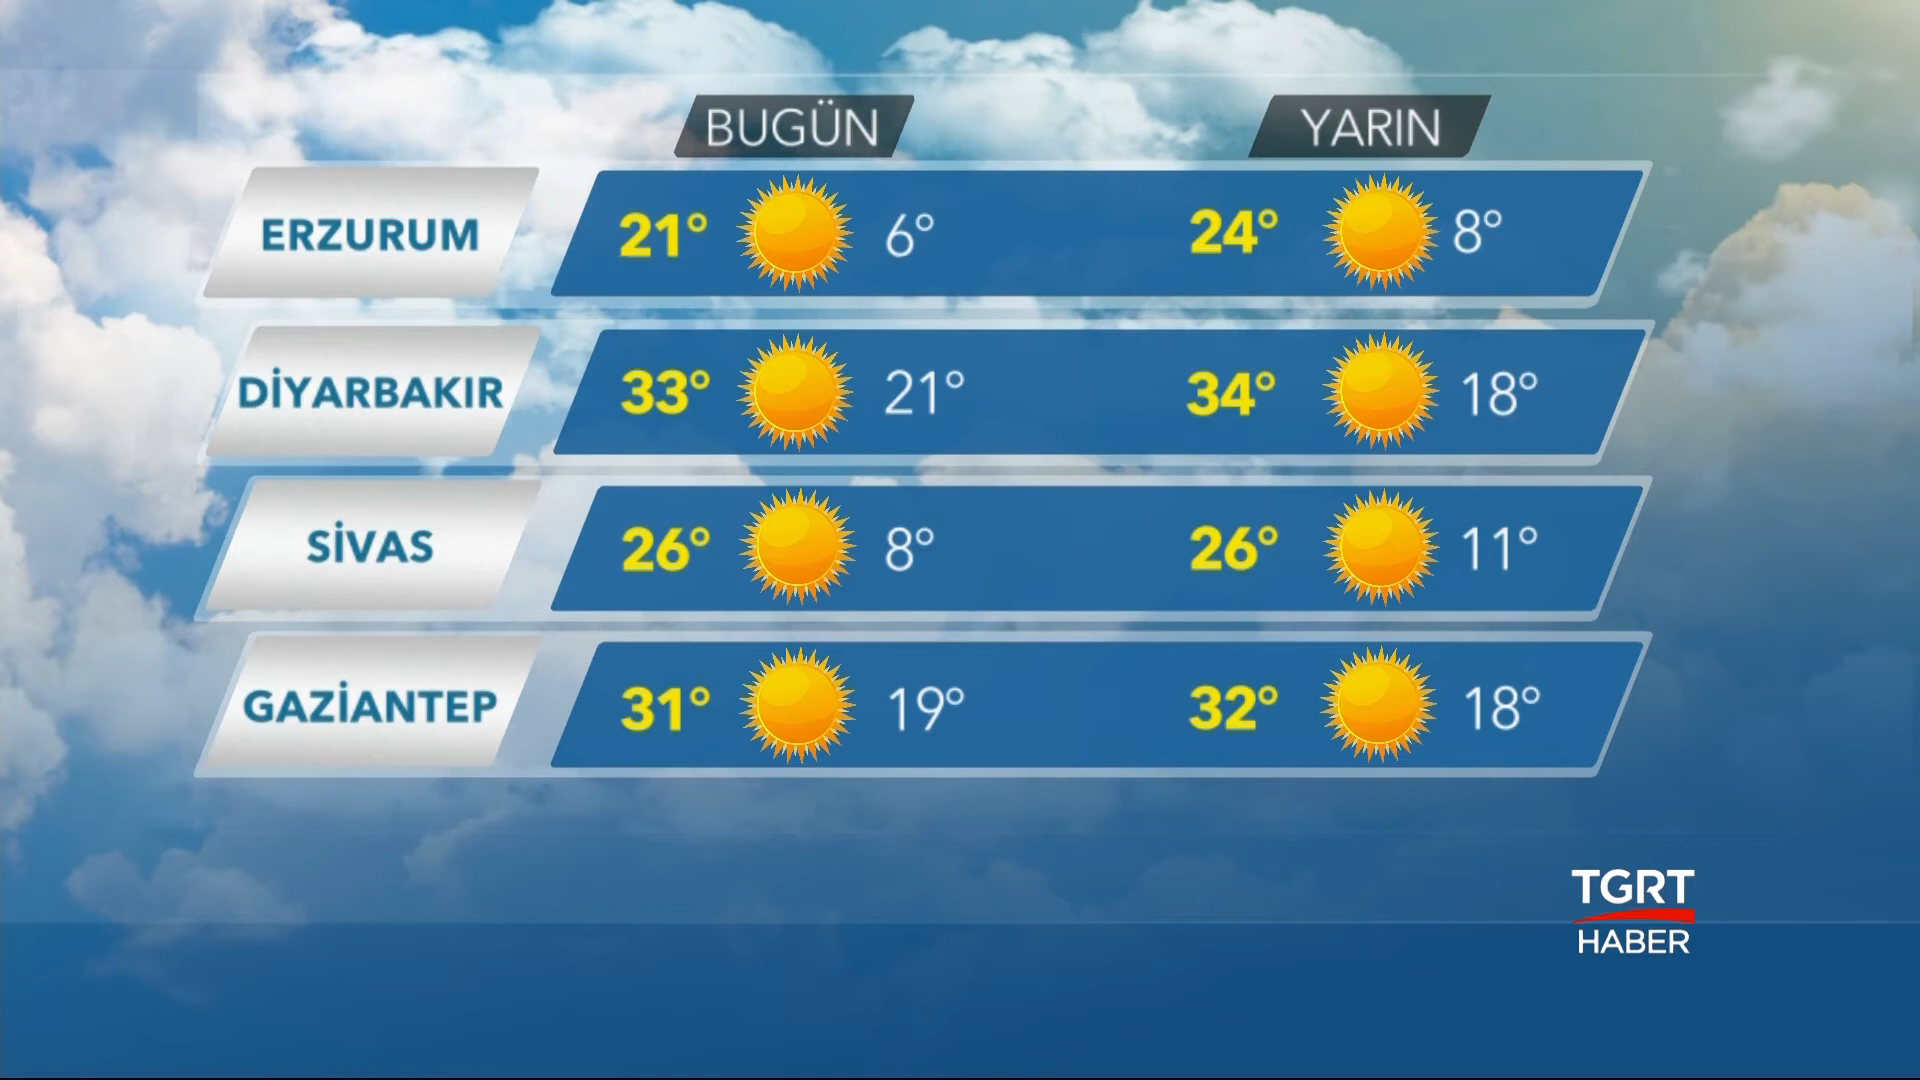 BUGÜN YARIN
ERZURUM 21° 6° 24° 8°
DİYARBAKIR 33° 21° 34° 18°
SİVAS 26° 8° 26° 11°
GAZİANTEP 31° 19° 32° 18°
TGRT
HABER